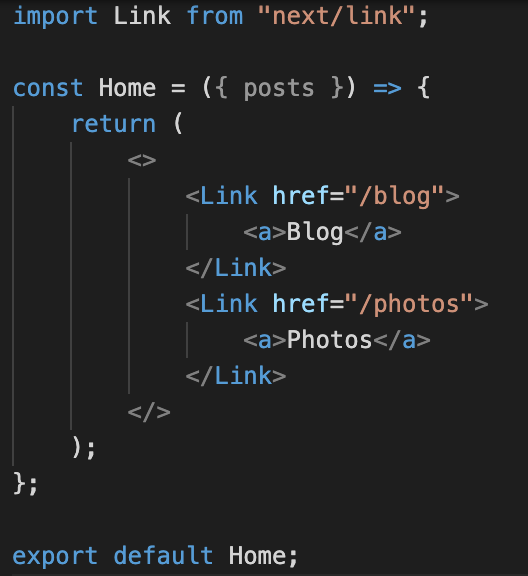 import Link from "next/link";
const Home = ({ posts }) => {
return (
<>
<Link href="/blog">
<a>Blog</a>
</Link>
<Link href="/photos">
<a>Photos</a>
</Link>
</>
);
};
export default Home;